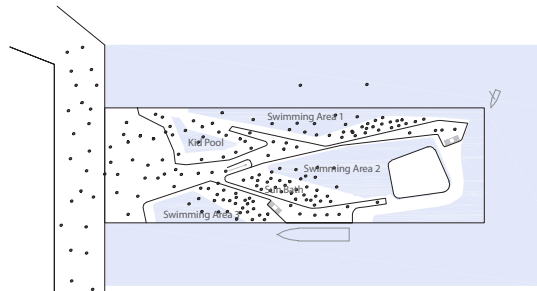 Swimming Area 1
Kid Pool
Swimming Area 2
Sun Bath
Swimming Area 3